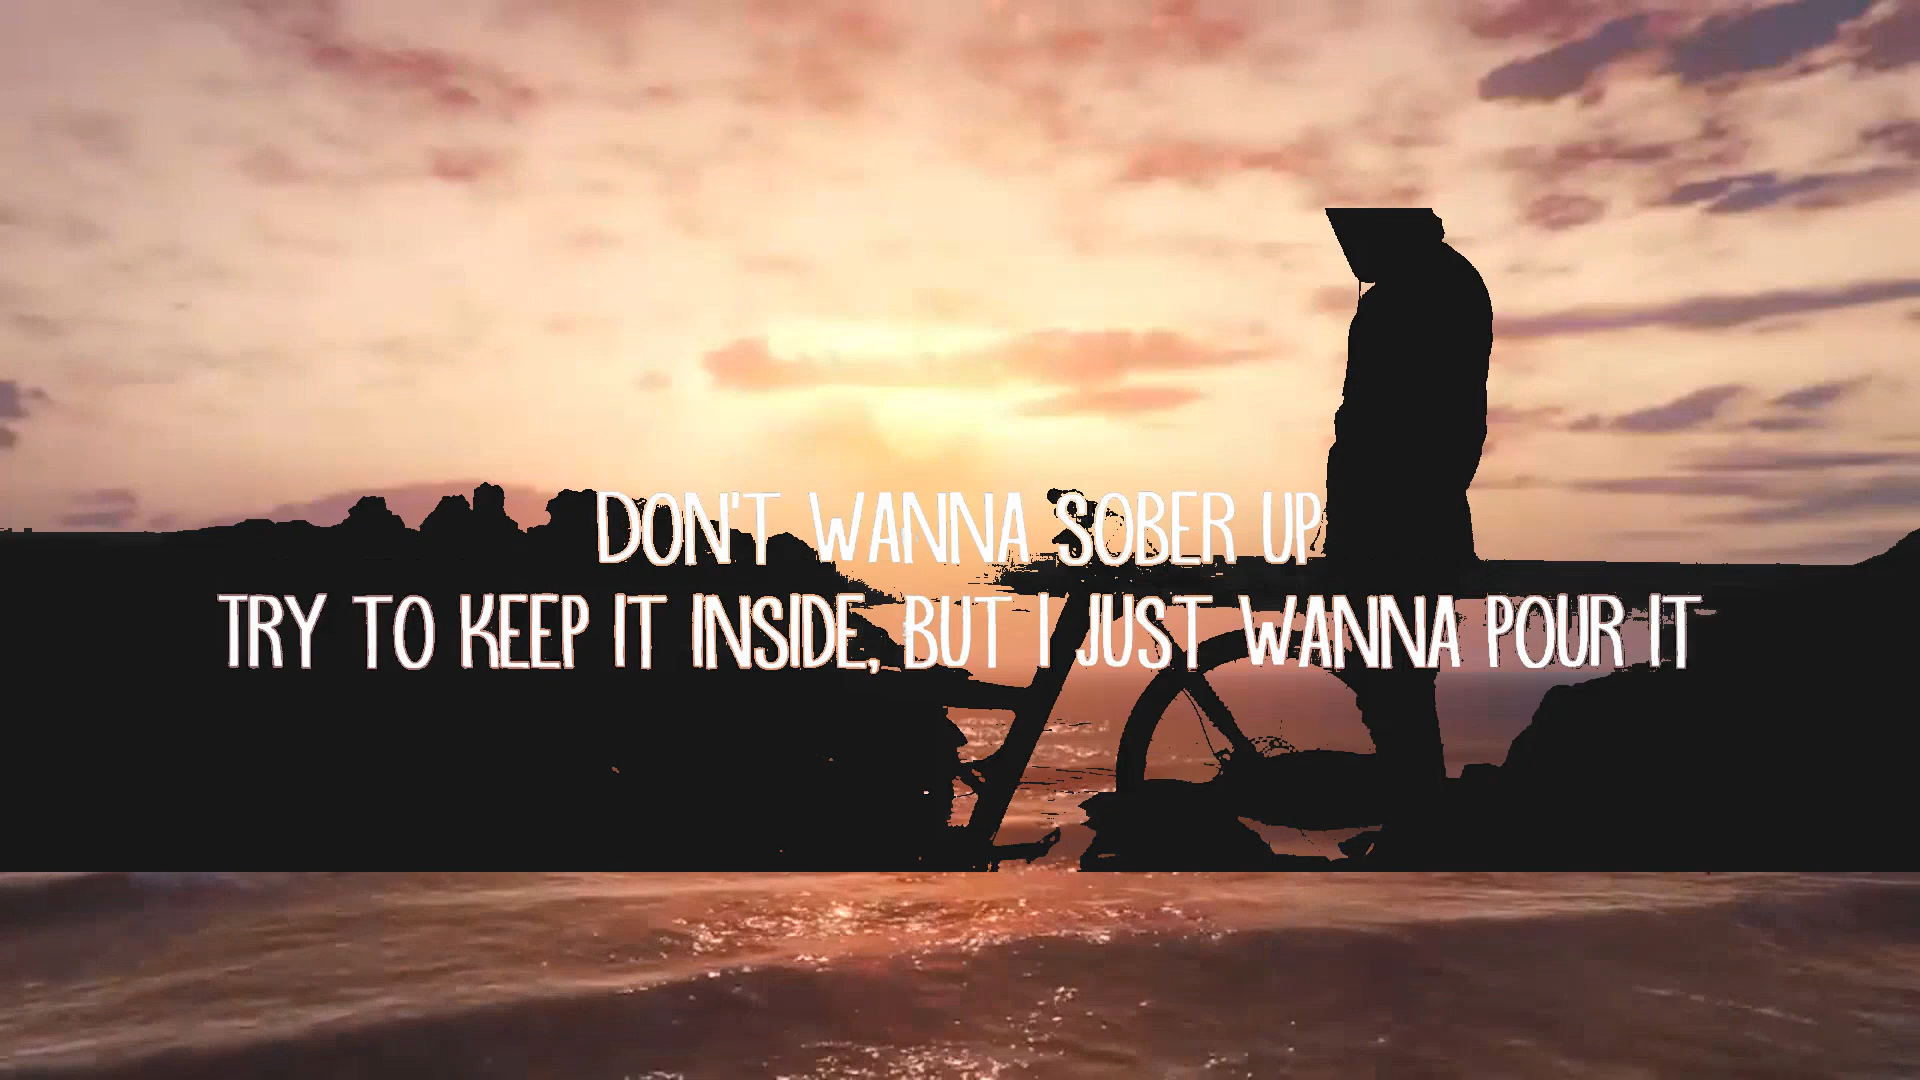 DON'T WANNA SOBER UP
TRY TO KEEP IT INSIDE, BUT I JUST WANNA POUR IT